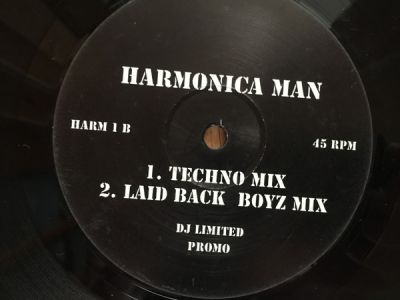 HARMONICA MAN
HARM 1 B 45 RPM
1. TECHNO MIX
2. LAID BACK BOYZ MIX
DJ LIMITED
PROMO